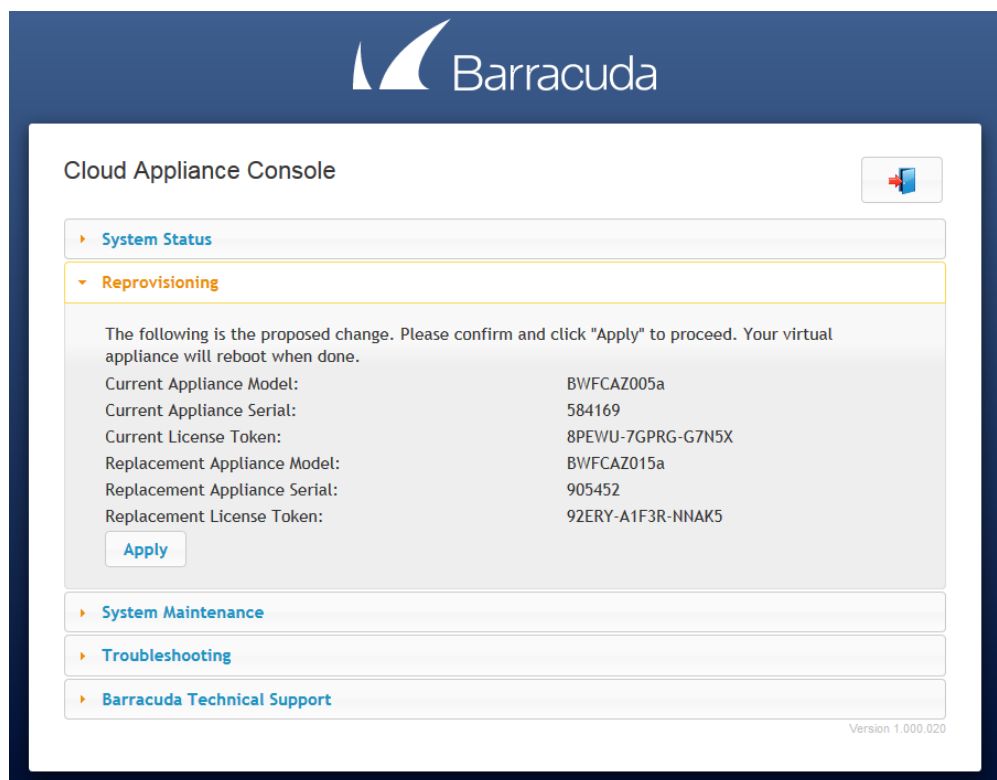 Barracuda
Cloud Appliance Console
System Status
Reprovisioning
The following is the proposed change. Please confirm and click "Apply" to proceed. Your virtual
appliance will reboot when done.
Current Appliance Model: BWFCAZ005a
Current Appliance Serial: 584169
Current License Token: 8PEWU-7GPRG-G7N5X
Replacement Appliance Model: BWFCAZ015a
Replacement Appliance Serial: 905452
Replacement License Token: 92ERY-A1F3R-NNAK5
Apply
System Maintenance
Troubleshooting
Barracuda Technical Support
Version 1.000.020